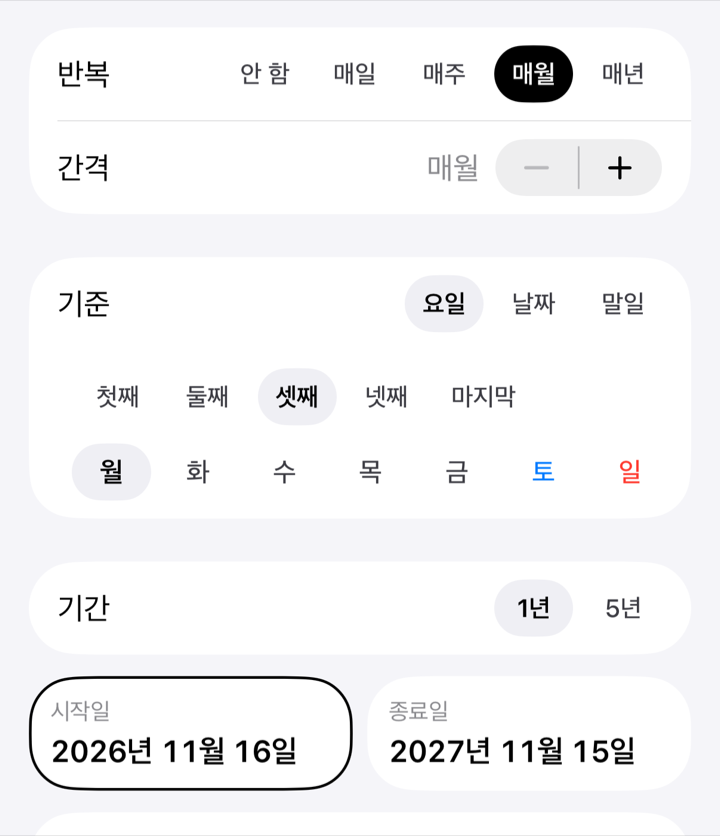 반복 안 함 매일 매주 매월 매년
간격 매월
기준 요일 날짜 말일
첫째 둘째 셋째 넷째 마지막
월 화 수 목 금 토 일
기간 1년 5년
시작일 종료일
2026년 11월 16일 2027년 11월 15일